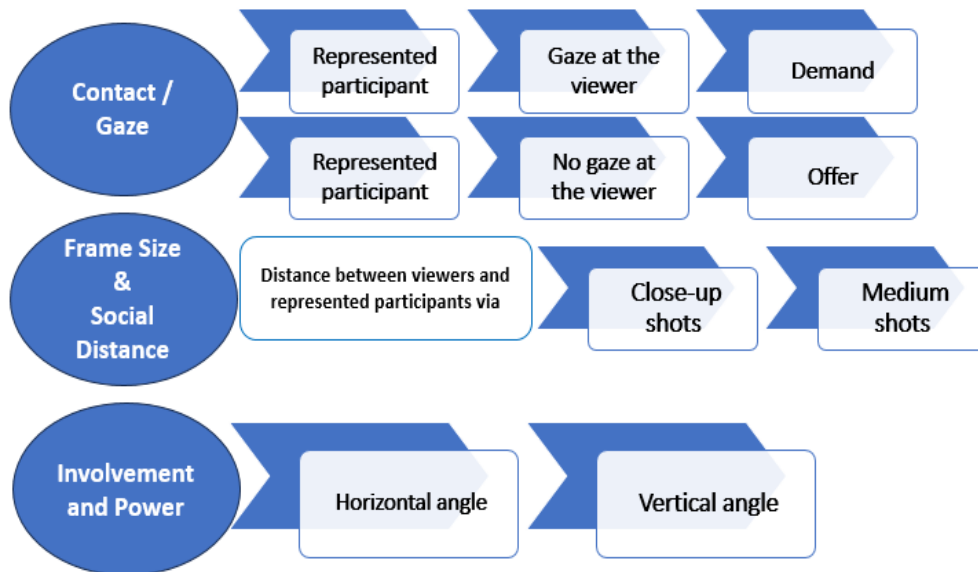 Contact /
Gaze
Represented
participant
Gaze at the
viewer
Demand
Represented
participant
No gaze at
the viewer
Offer
Frame Size
&
Social
Distance
Distance between viewers and
represented participants via
Close-up
shots
Medium
shots
Involvement
and Power
Horizontal angle
Vertical angle